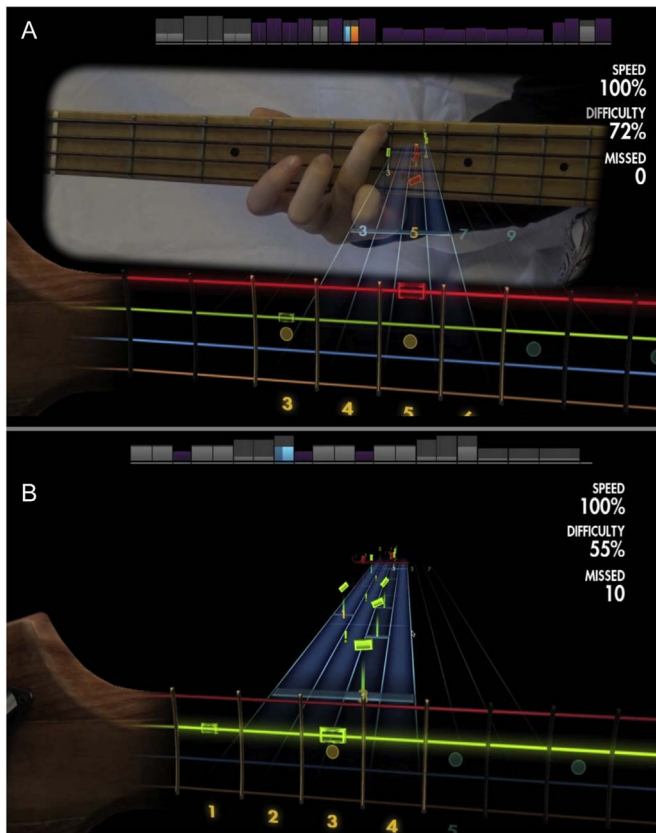 A
SPEED
100%
DIFFICULTY
72%
MISSED
0
3 5 7 9
3 4 5
B
SPEED
100%
DIFFICULTY
55%
MISSED
10
1 2 3 4 5